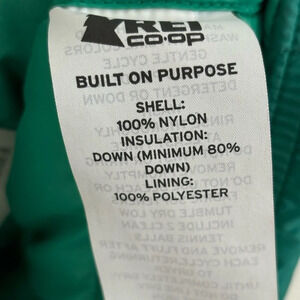 REI
CO·OP
BUILT ON PURPOSE
SHELL:
100% NYLON
INSULATION:
DOWN (MINIMUM 80%
DOWN)
LINING:
100% POLYESTER